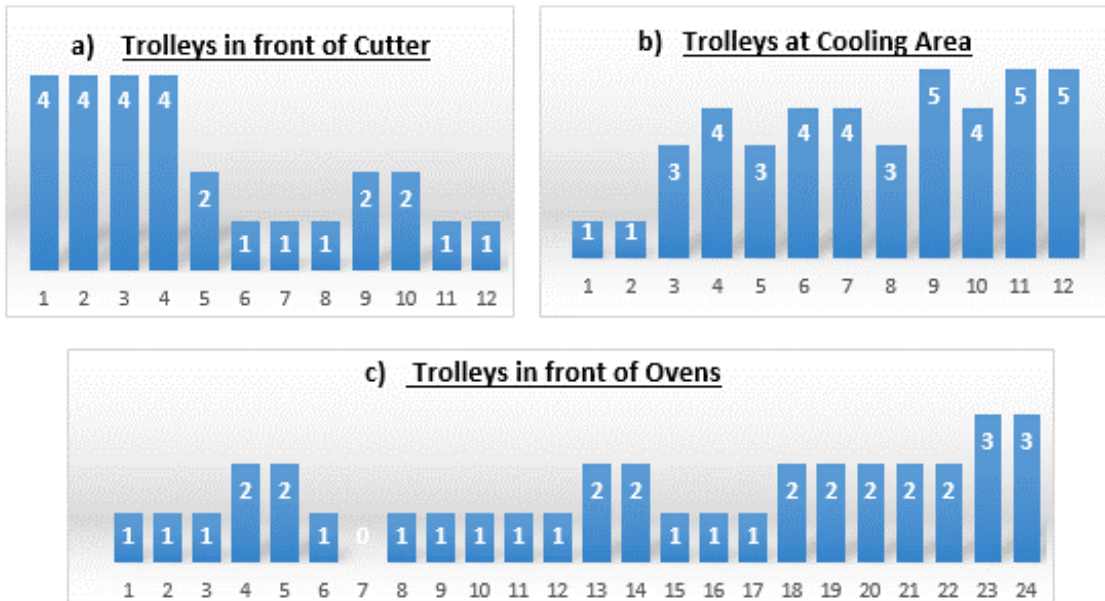 a) Trolleys in front of Cutter
4 4 4 4 2 1 1 1 2 2 1 1
1 2 3 4 5 6 7 8 9 10 11 12
b) Trolleys at Cooling Area
1 1 3 4 3 4 4 3 5 4 5 5
1 2 3 4 5 6 7 8 9 10 11 12
c) Trolleys in front of Ovens
1 1 1 2 2 1 0 1 1 1 1 1 2 2 1 1 1 2 2 2 2 2 3 3
1 2 3 4 5 6 7 8 9 10 11 12 13 14 15 16 17 18 19 20 21 22 23 24